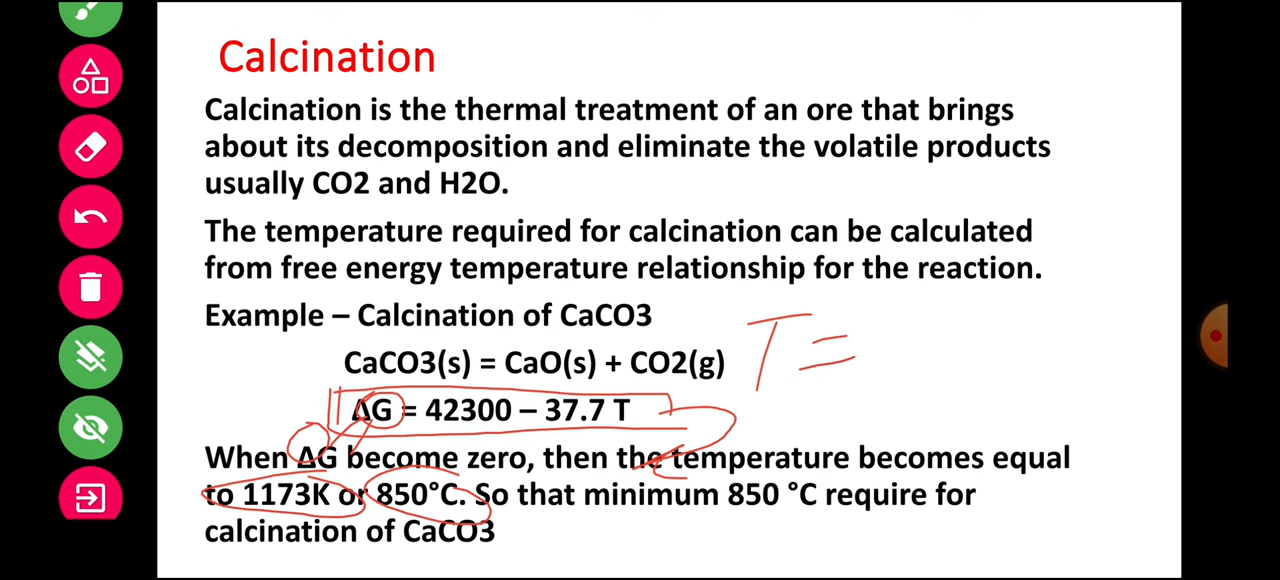 Calcination
Calcination is the thermal treatment of an ore that brings
about its decomposition and eliminate the volatile products
usually CO2 and H2O.
The temperature required for calcination can be calculated
from free energy temperature relationship for the reaction.
Example – Calcination of CaCO3
T =
CaCO3(s) = CaO(s) + CO2(g)
ΔG = 42300 – 37.7 T
When ΔG become zero, then the temperature becomes equal
to 1173K or 850°C. So that minimum 850 °C require for
calcination of CaCO3